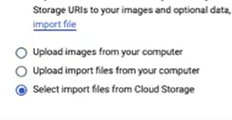 Storage URIs to your images and optional data,
import file
Upload images from your computer
Upload import files from your computer
Select import files from Cloud Storage